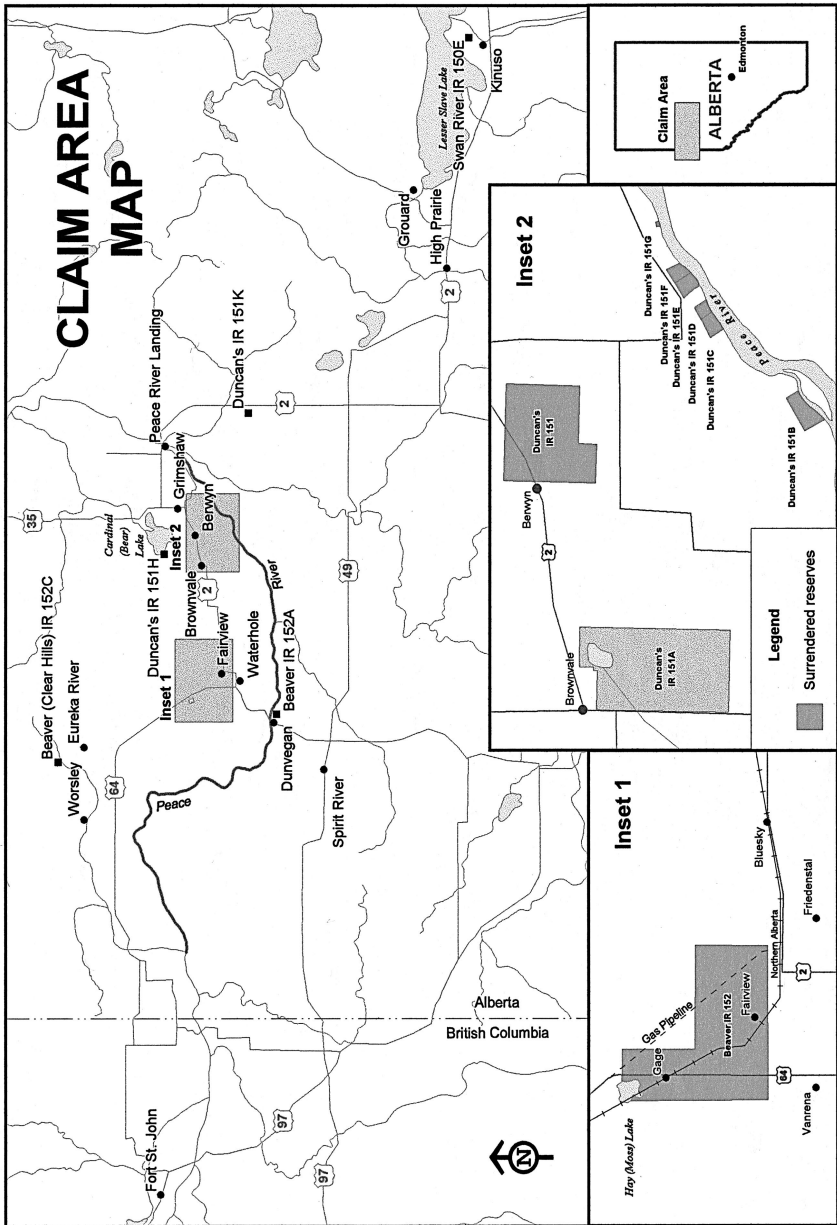 CLAIM AREA
MAP
Fort St. John
97
97
N
Alberta
British Columbia
Peace
64
Worsley
Eureka River
Beaver (Clear Hills) IR 152C
Spirit River
Dunvegan
Beaver IR 152A
Inset 1
Fairview
Waterhole
River
49
2
Brownvale
Duncan's IR 151H
Inset 2
Berwyn
Grimshaw
Cardinal
(Bear)
Lake
35
Peace River Landing
Duncan's IR 151K
2
High Prairie
2
Grouard
Lesser Slave Lake
Swan River IR 150E
Kinuso
Inset 1
Hay (Moss) Lake
Gage
Gas Pipeline
Beaver IR 152
Fairview
Northern Alberta
Bluesky
64
2
Vanrena
Friedenstal
Inset 2
Brownvale
2
Berwyn
Duncan's
IR 151
Duncan's
IR 151A
Duncan's IR 151G
Duncan's IR 151F
Duncan's IR 151E
Duncan's IR 151D
Duncan's IR 151C
Duncan's IR 151B
Peace River
Legend
Surrendered reserves
Claim Area
ALBERTA
Edmonton